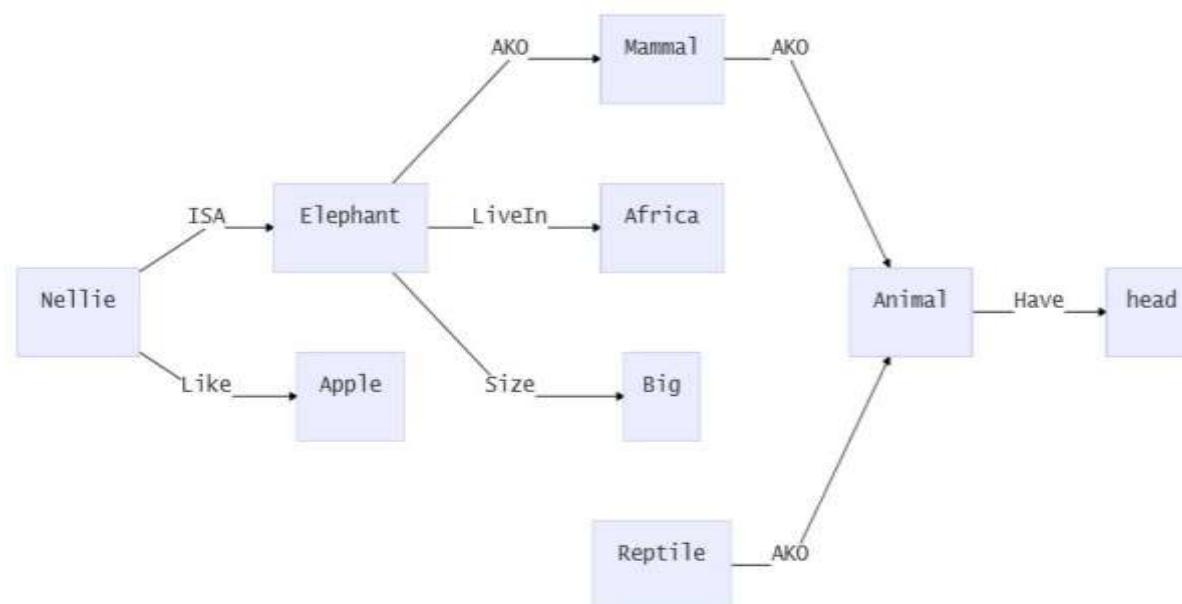 AKO
Mammal
AKO
ISA
Elephant
LiveIn
Africa
Nellie
Animal
Have
head
Like
Apple
Size
Big
Reptile
AKO